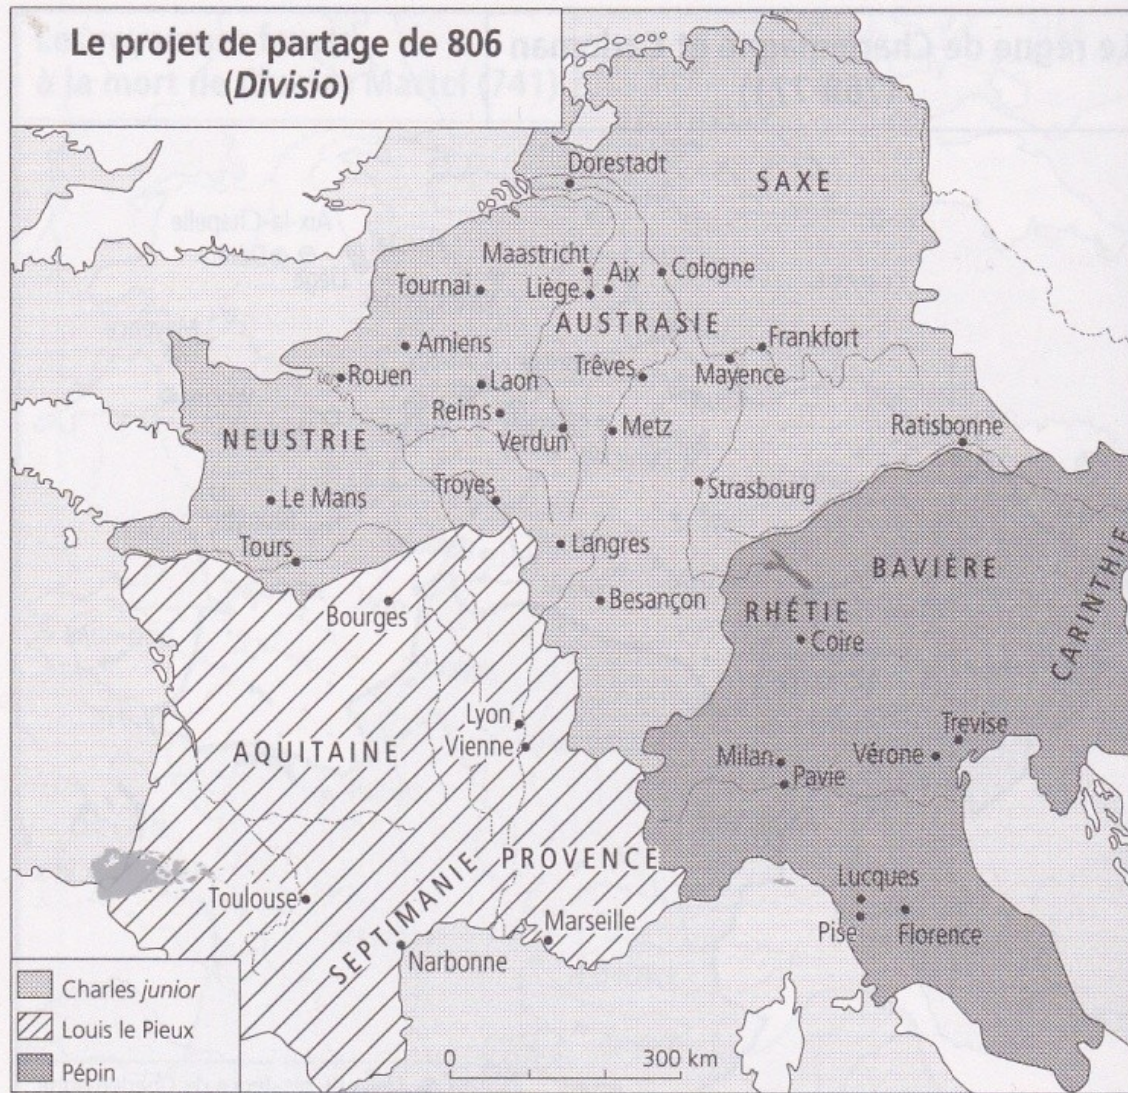 Le projet de partage de 806
(Divisio)
Dorestadt
SAXE
Maastricht
Aix
Cologne
Tournai
Liège
AUSTRASIE
Amiens
Frankfort
Rouen
Laon
Trêves
Mayence
Reims
NEUSTRIE
Verdun
Metz
Ratisbonne
Le Mans
Troyes
Strasbourg
Tours
Langres
BAVIÈRE
CARINTHIE
Bourges
Besançon
RHÉTIE
Coire
Lyon
Vienne
AQUITAINE
Trevise
Milan
Vérone
Pavie
PROVENCE
SEPTIMANIE
Lucques
Toulouse
Marseille
Pise
Florence
Narbonne
Charles junior
Louis le Pieux
Pépin
0 300 km